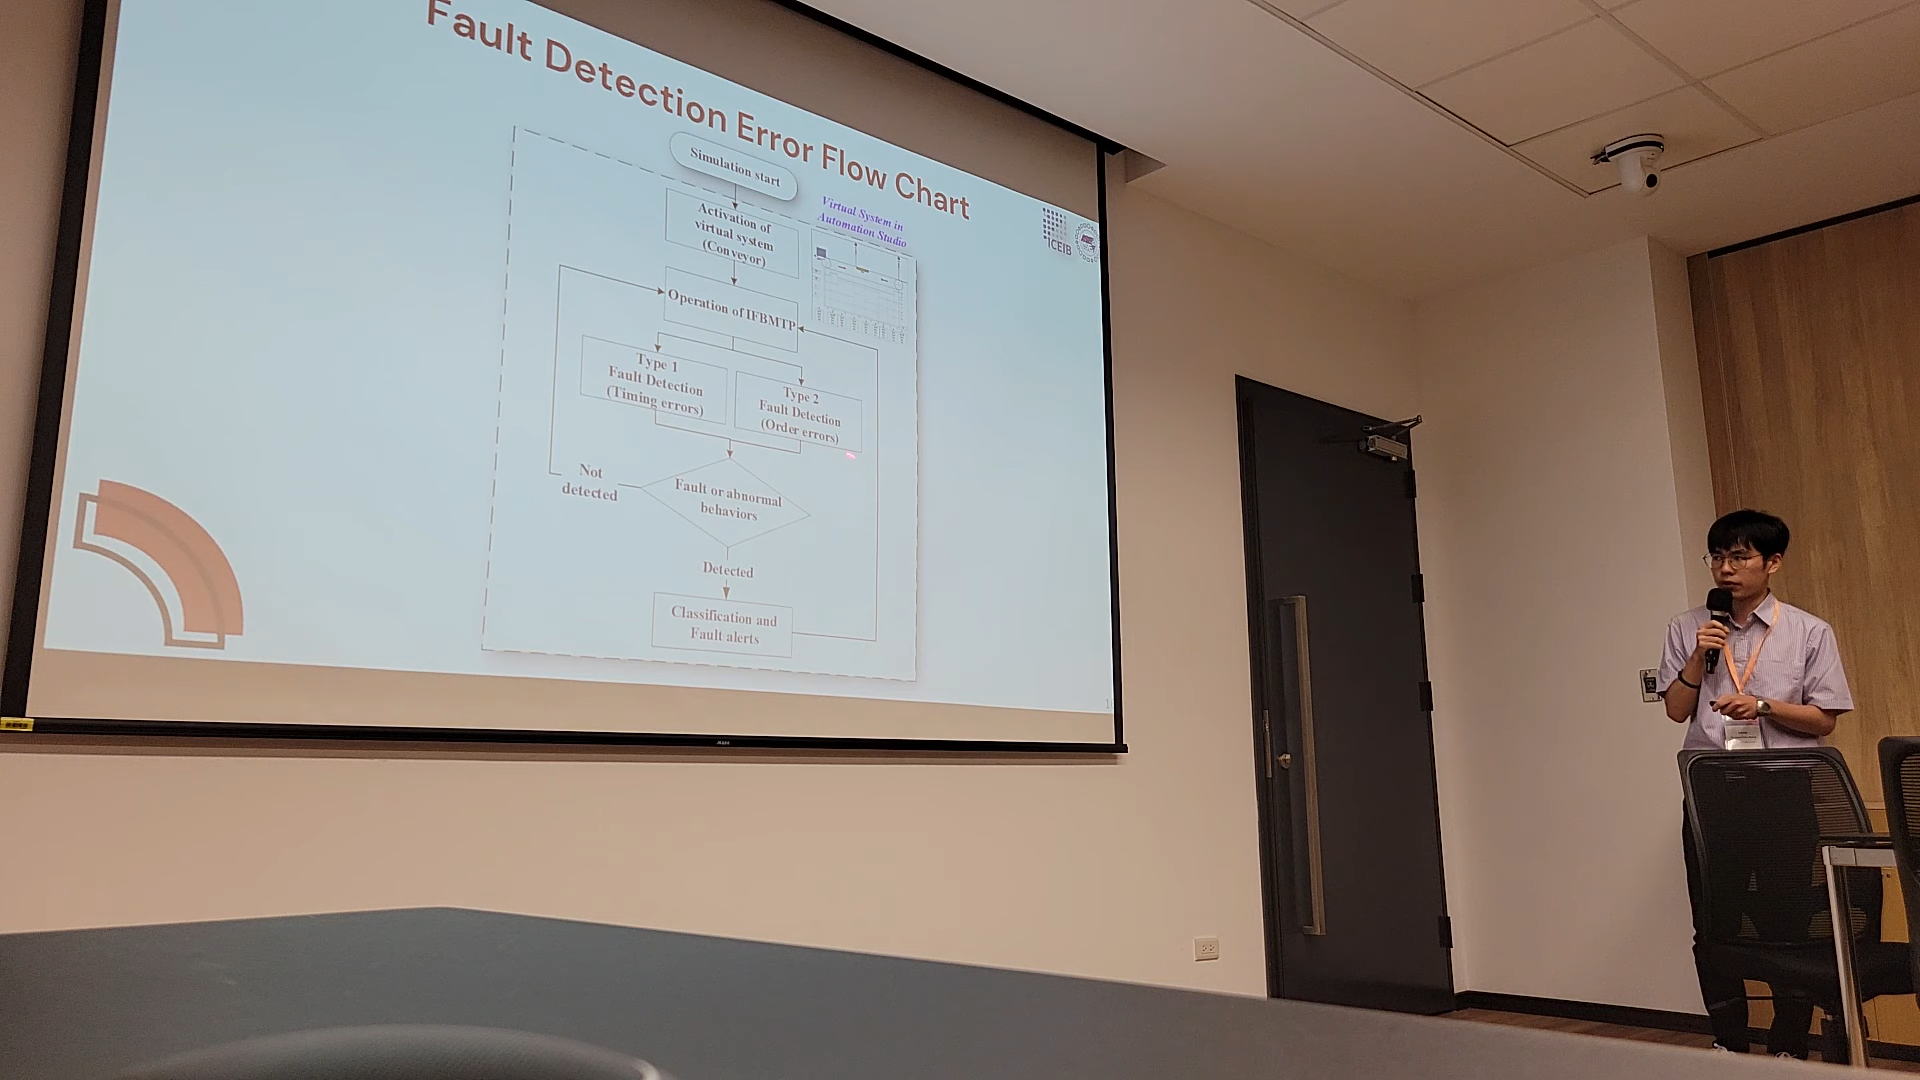 Fault Detection Error Flow Chart
Simulation start
Activation of
virtual system
(Conveyor)
Virtual System in
Automation Studio
ICEIB
Operation of IFBMTP
Type 1
Fault Detection
(Timing errors)
Type 2
Fault Detection
(Order errors)
Not
detected
Fault or abnormal
behaviors
Detected
Classification and
Fault alerts